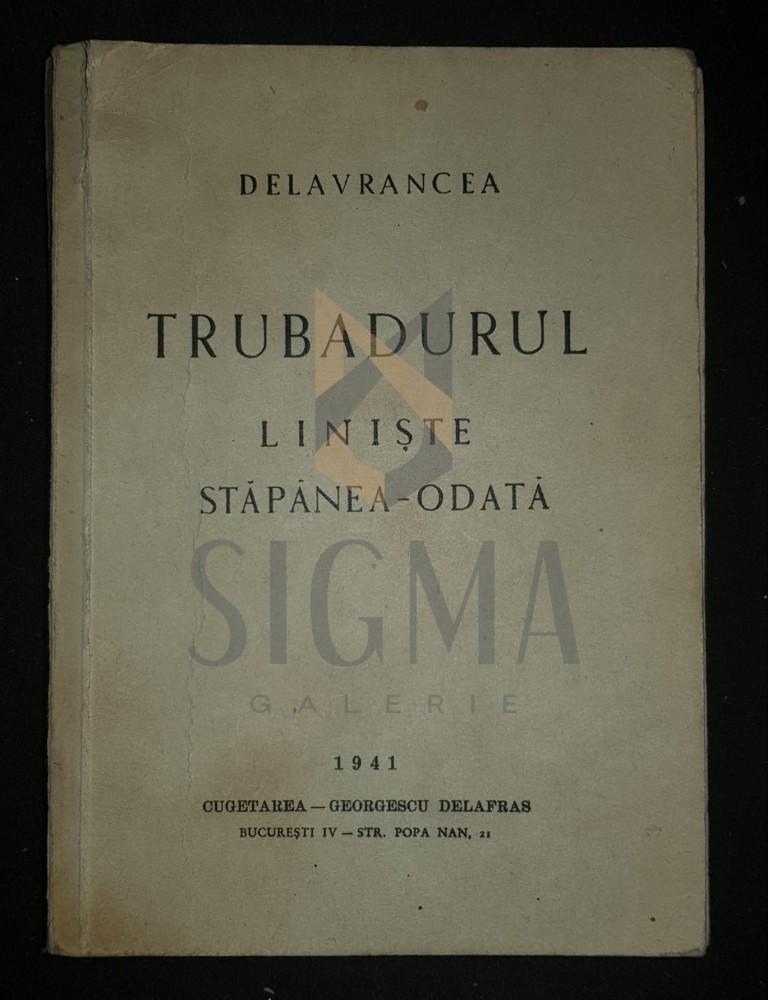 DELAVRANCEA
TRUBADURUL
LINIȘTE
STĂPÂNEA-ODATĂ
SIGMA
GALERIE
1941
CUGETAREA — GEORGESCU DELAFRAS
BUCUREȘTI IV — STR. POPA NAN, 21